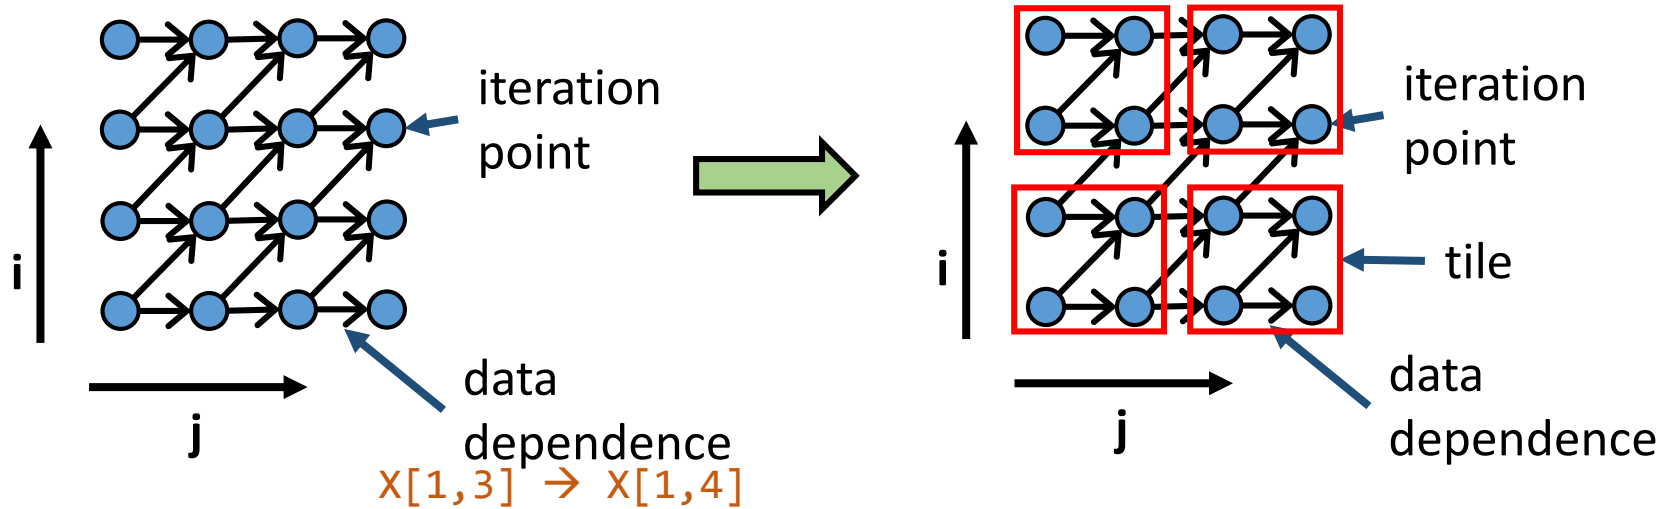 iteration
point
i
j
data
dependence
X[1,3] → X[1,4]
iteration
point
i
tile
j
data
dependence